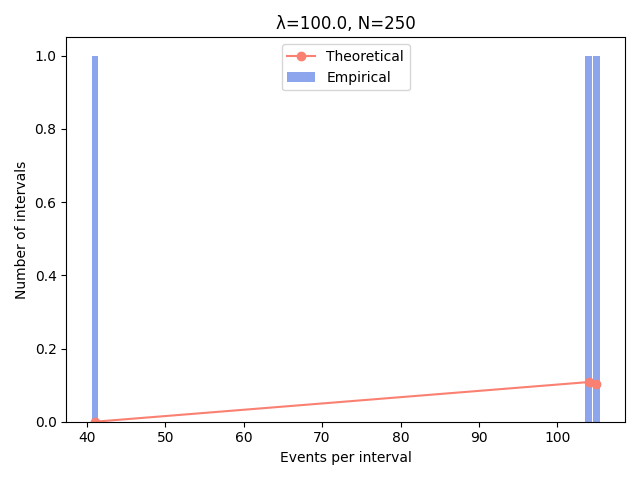 λ=100.0, N=250
Theoretical
Empirical
Number of intervals
1.0
0.8
0.6
0.4
0.2
0.0
40 50 60 70 80 90 100
Events per interval